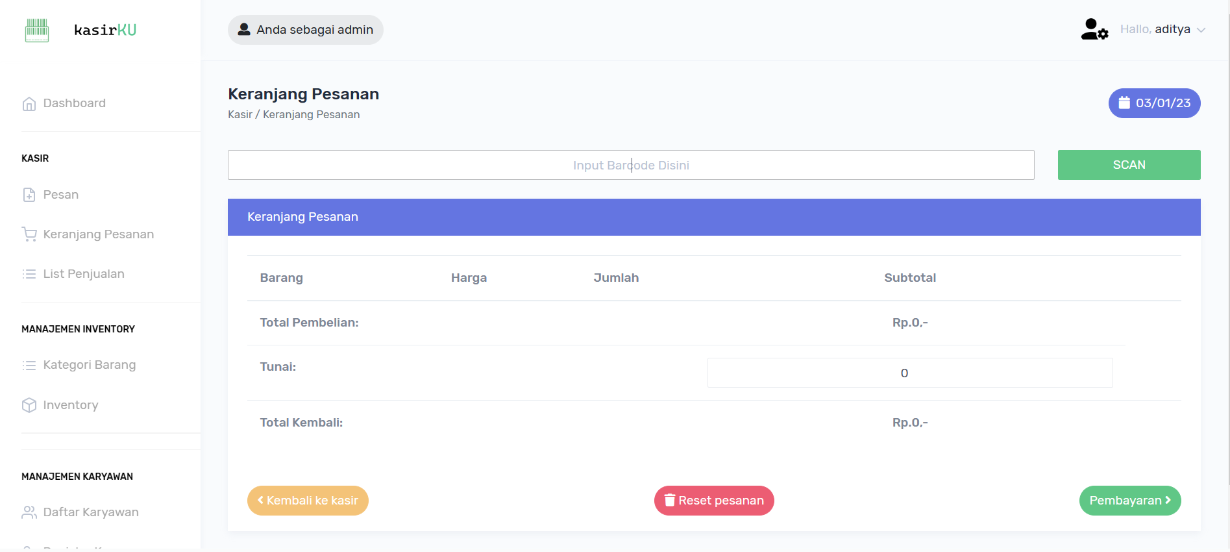 kasirKU
Anda sebagai admin
Hallo, aditya
Dashboard
KASIR
Pesan
Keranjang Pesanan
List Penjualan
MANAJEMEN INVENTORY
Kategori Barang
Inventory
MANAJEMEN KARYAWAN
Daftar Karyawan
Keranjang Pesanan
Kasir / Keranjang Pesanan
03/01/23
Input Barcode Disini
SCAN
Keranjang Pesanan
Barang Harga Jumlah Subtotal
Total Pembelian: Rp.0,-
Tunai: 0
Total Kembali: Rp.0,-
Kembali ke kasir
Reset pesanan
Pembayaran